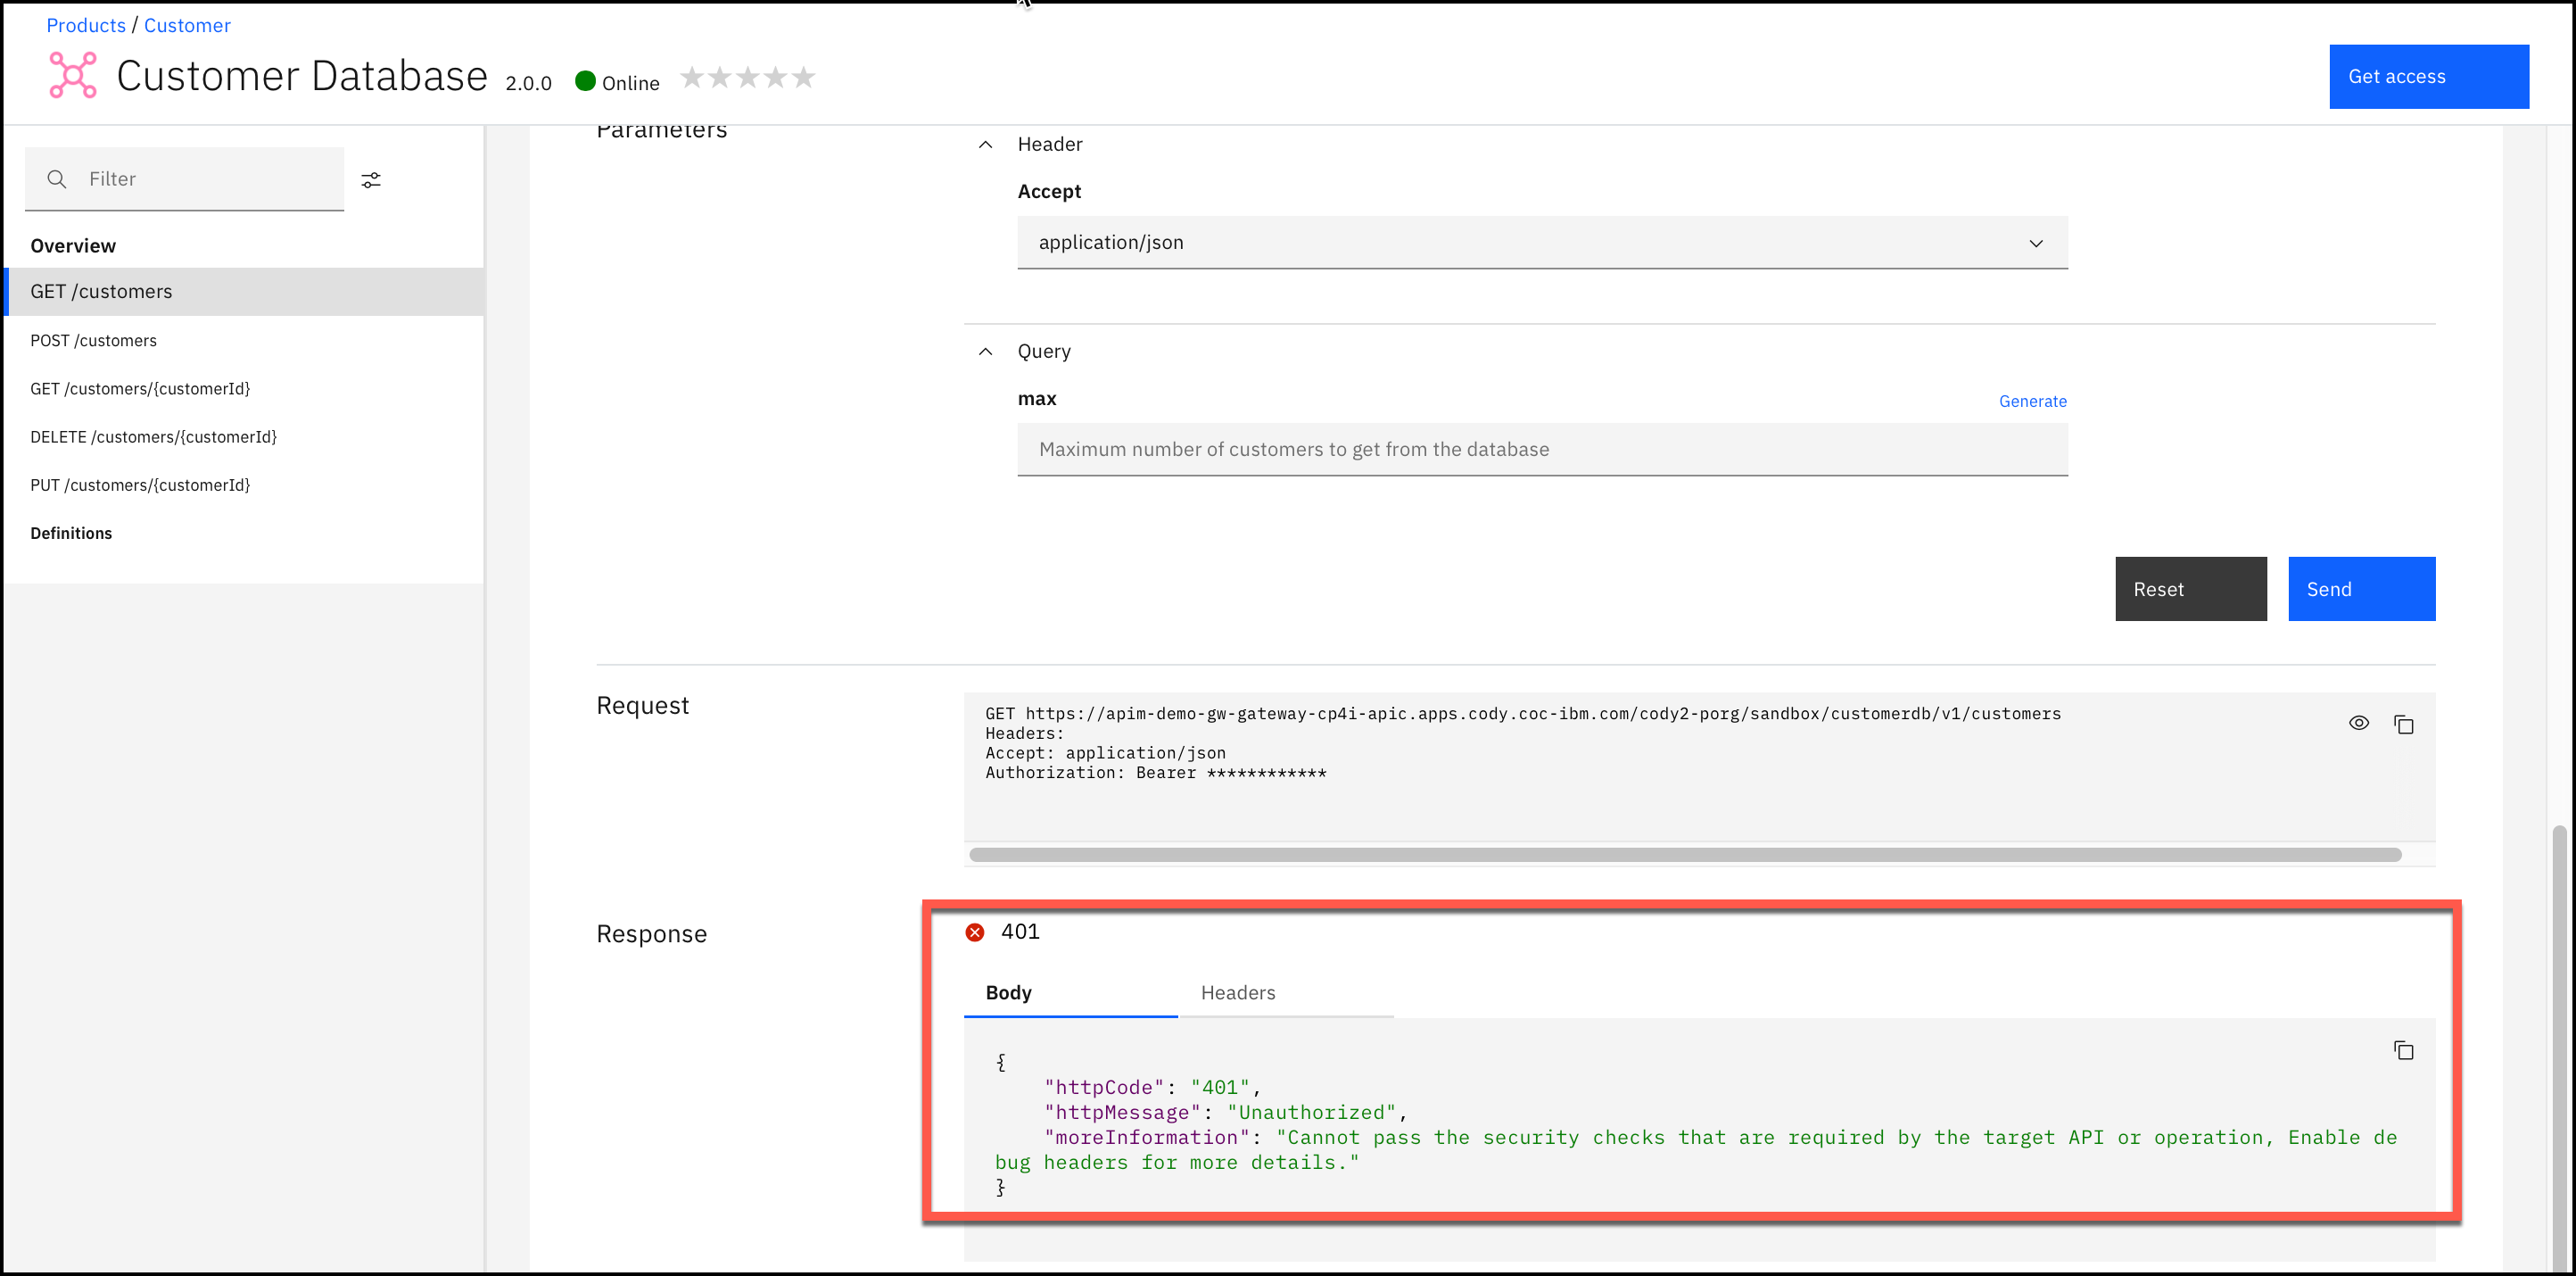 Products / Customer
Customer Database 2.0.0 Online
Get access
Filter
Overview
GET /customers
POST /customers
GET /customers/{customerId}
DELETE /customers/{customerId}
PUT /customers/{customerId}
Definitions
Parameters
Header
Accept
application/json
Query
max
Generate
Maximum number of customers to get from the database
Reset
Send
Request
GET https://apim-demo-gw-gateway-cp4i-apic.apps.cody.coc-ibm.com/cody2-porg/sandbox/customerdb/v1/customers
Headers:
Accept: application/json
Authorization: Bearer ************
Response
401
Body
Headers
{
"httpCode": "401",
"httpMessage": "Unauthorized",
"moreInformation": "Cannot pass the security checks that are required by the target API or operation, Enable de
bug headers for more details."
}